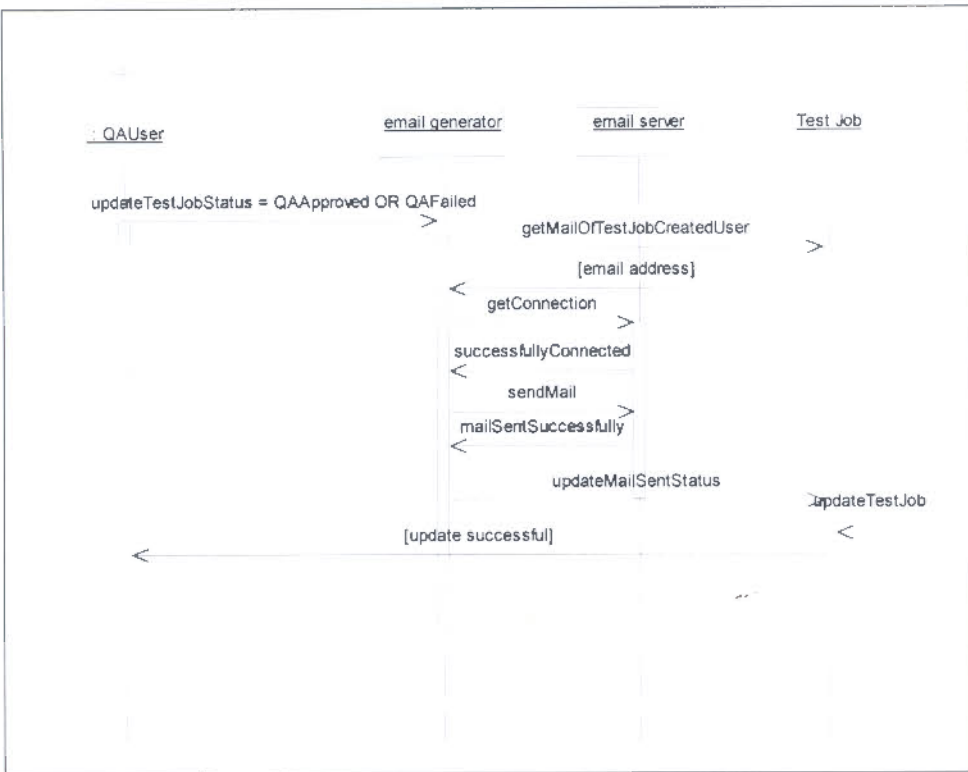 : QAUser
email generator
email server
Test Job
updateTestJobStatus = QAApproved OR QAFailed
getMailOfTestJobCreatedUser
[email address]
getConnection
successfullyConnected
sendMail
mailSentSuccessfully
updateMailSentStatus
updateTestJob
[update successful]